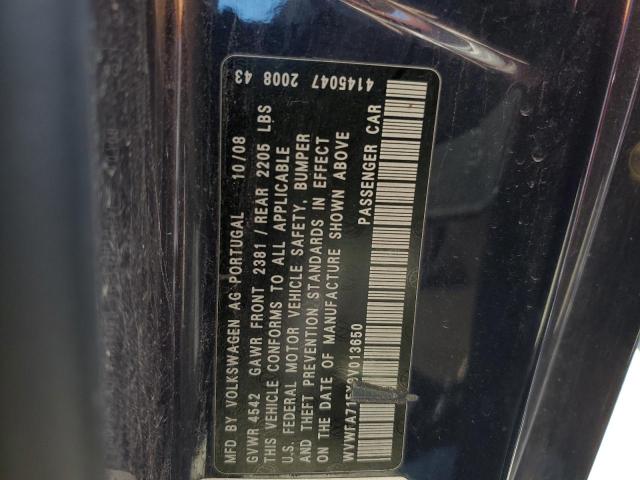 4145047 2008 43
MFD BY VOLKSWAGEN AG PORTUGAL 10/08
GVWR 4542 GAWR FRONT 2381 / REAR 2205 LBS
THIS VEHICLE CONFORMS TO ALL APPLICABLE
U.S. FEDERAL MOTOR VEHICLE SAFETY, BUMPER
AND THEFT PREVENTION STANDARDS IN EFFECT
ON THE DATE OF MANUFACTURE SHOWN ABOVE
PASSENGER CAR